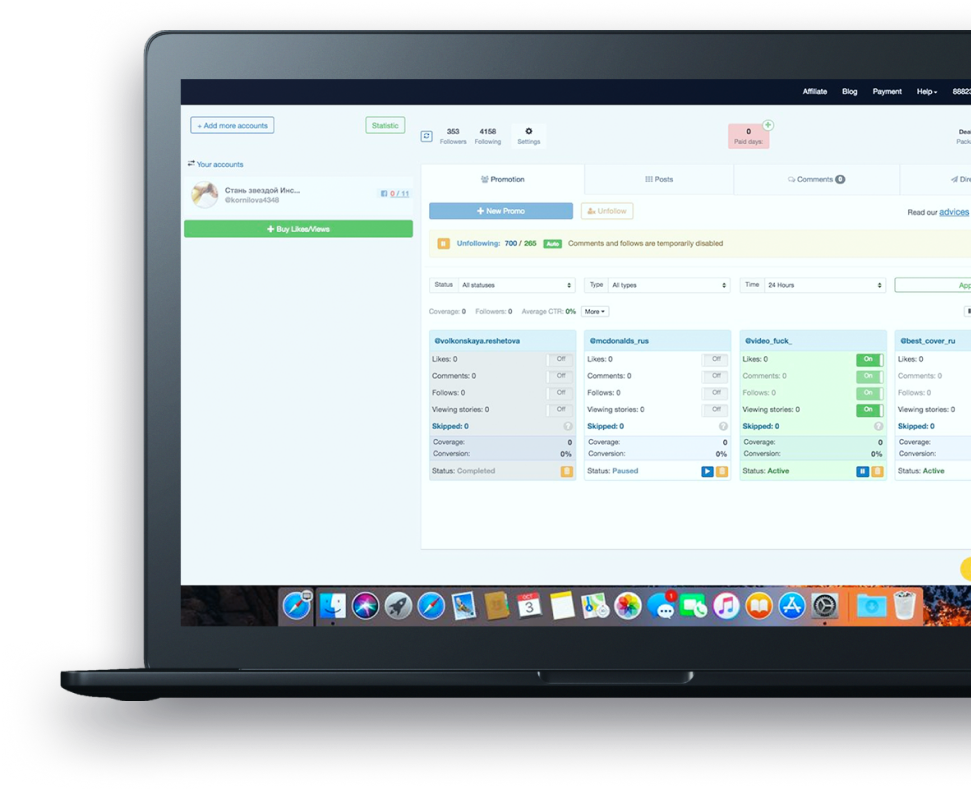 Affiliate Blog Payment Help 88823
+ Add more accounts Statistic
353 Followers 4158 Following Settings
0 Paid days
Dea
Packa
Your accounts
Стань звездой Инс...
@kornilova4348
0 / 11
+ Buy Likes/Views
Promotion Posts Comments 0 Dire
+ New Promo Unfollow Read our advices
Unfollowing: 700 / 265 Auto Comments and follows are temporarily disabled
Status All statuses Type All types Time 24 Hours App
Coverage: 0 Followers: 0 Average CTR: 0% More
@volkonskaya.reshetova
Likes: 0 Off
Comments: 0 Off
Follows: 0 Off
Viewing stories: 0 Off
Skipped: 0 ?
Coverage: 0
Conversion: 0%
Status: Completed
@mcdonalds_rus
Likes: 0 Off
Comments: 0 Off
Follows: 0 Off
Viewing stories: 0 Off
Skipped: 0 ?
Coverage: 0
Conversion: 0%
Status: Paused
@video_fuck_
Likes: 0 On
Comments: 0 On
Follows: 0 On
Viewing stories: 0 On
Skipped: 0 ?
Coverage: 0
Conversion: 0%
Status: Active
@best_cover_ru
Likes: 0
Comments: 0
Follows: 0
Viewing stories: 0
Skipped: 0
Coverage:
Conversion:
Status: Active
OCT
3
1